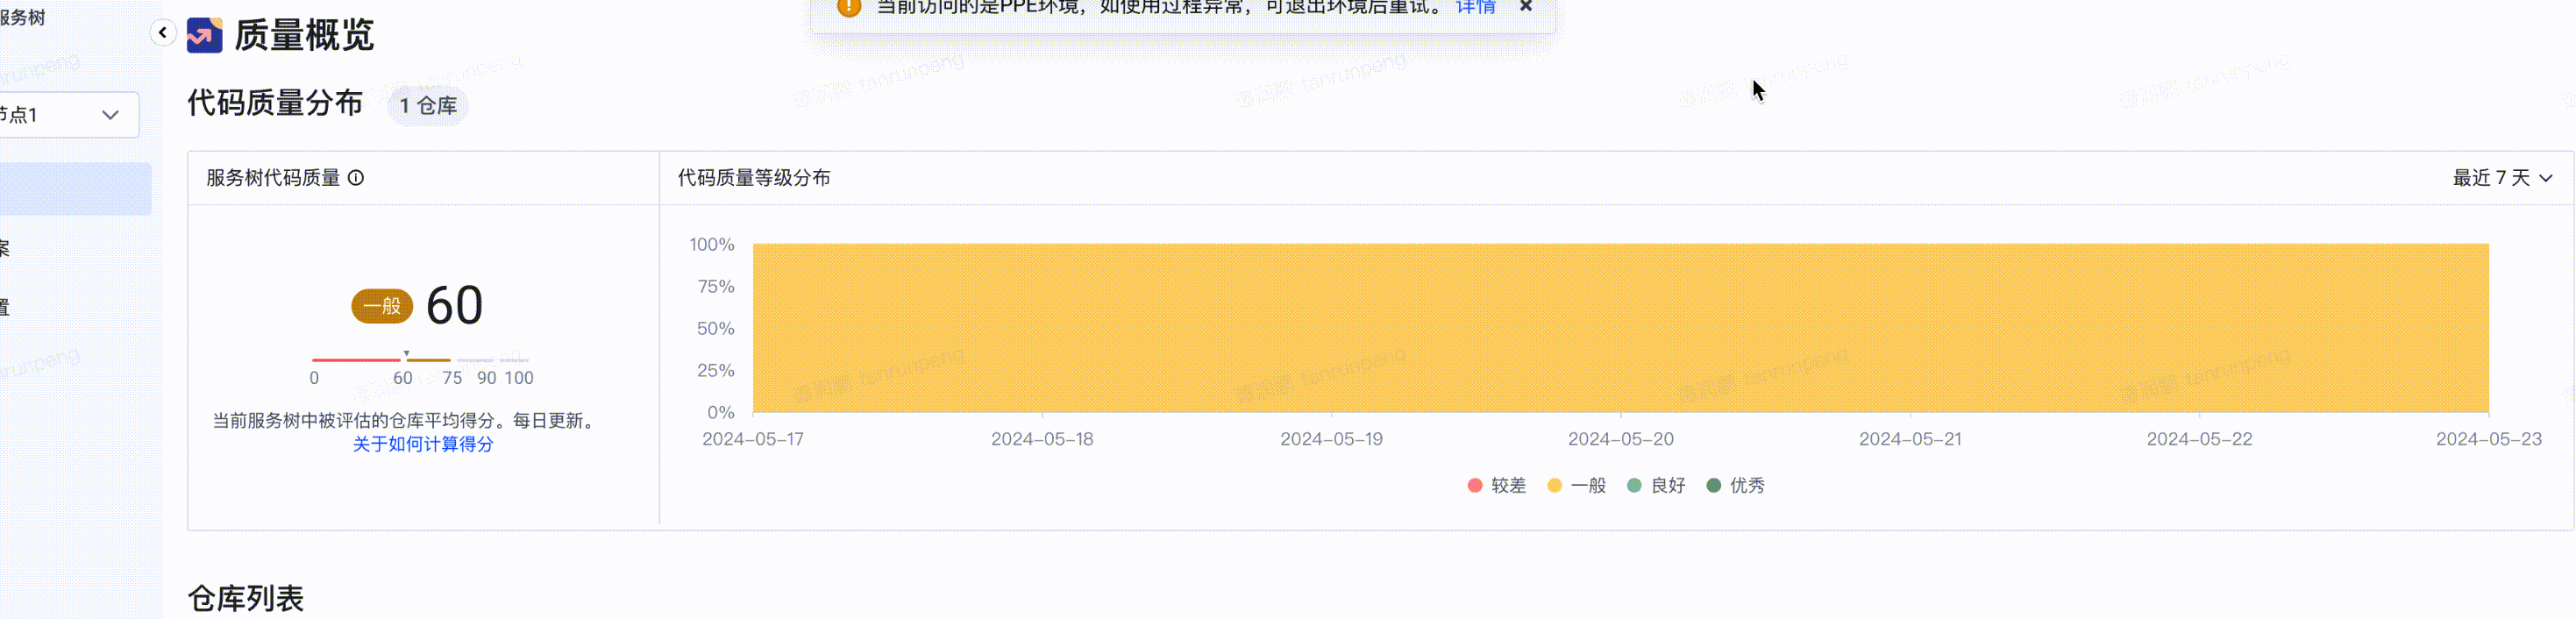 服务树
当前访问的是PPE环境，如使用过程异常，可退出环境后重试。 详情
质量概览
代码质量分布 1 仓库
节点1
服务树代码质量
代码质量等级分布
最近 7 天
案
置
一般 60
0 60 75 90 100
当前服务树中被评估的仓库平均得分。每日更新。
关于如何计算得分
100%
75%
50%
25%
0%
2024-05-17 2024-05-18 2024-05-19 2024-05-20 2024-05-21 2024-05-22 2024-05-23
较差 一般 良好 优秀
仓库列表
谭润鹏 tanrunpeng